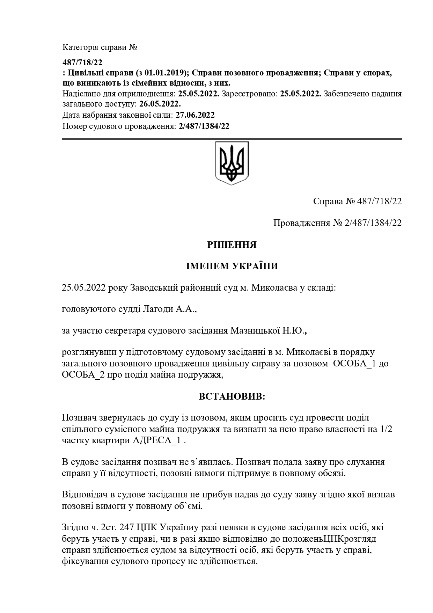 Категорія справи №
487/718/22
: Цивільні справи (з 01.01.2019); Справи позовного провадження; Справи у спорах,
що виникають із сімейних відносин, з них.
Надіслано для оприлюднення: 25.05.2022. Зареєстровано: 25.05.2022. Забезпечено надання
загального доступу: 26.05.2022.
Дата набрання законної сили: 27.06.2022
Номер судового провадження: 2/487/1384/22
Справа № 487/718/22
Провадження № 2/487/1384/22
РІШЕННЯ
ІМЕНЕМ УКРАЇНИ
25.05.2022 року Заводський районний суд м. Миколаєва у складі:
головуючого судді Лагоди А.А.,
за участю секретаря судового засідання Мазницької Н.Ю.,
розглянувши у підготовчому судовому засіданні в м. Миколаєві в порядку
загального позовного провадження цивільну справу за позовом ОСОБА_1 до
ОСОБА_2 про поділ майна подружжя,
ВСТАНОВИВ:
Позивач звернулась до суду із позовом, яким просить суд провести поділ
спільного сумісного майна подружжя та визнати за нею право власності на 1/2
частку квартири АДРЕСА_1 .
В судове засідання позивач не з`явилась. Позивач подала заяву про слухання
справи у її відсутності, позовні вимоги підтримує в повному обсязі.
Відповідач в судове засідання не прибув надав до суду заяву згідно якої визнав
позовні вимоги у повному об`ємі.
Згідно ч. 2ст. 247 ЦПК Україниу разі неявки в судове засідання всіх осіб, які
беруть участь у справі, чи в разі якщо відповідно до положеньЦПКрозгляд
справи здійснюється судом за відсутності осіб, які беруть участь у справі,
фіксування судового процесу не здійснюється.